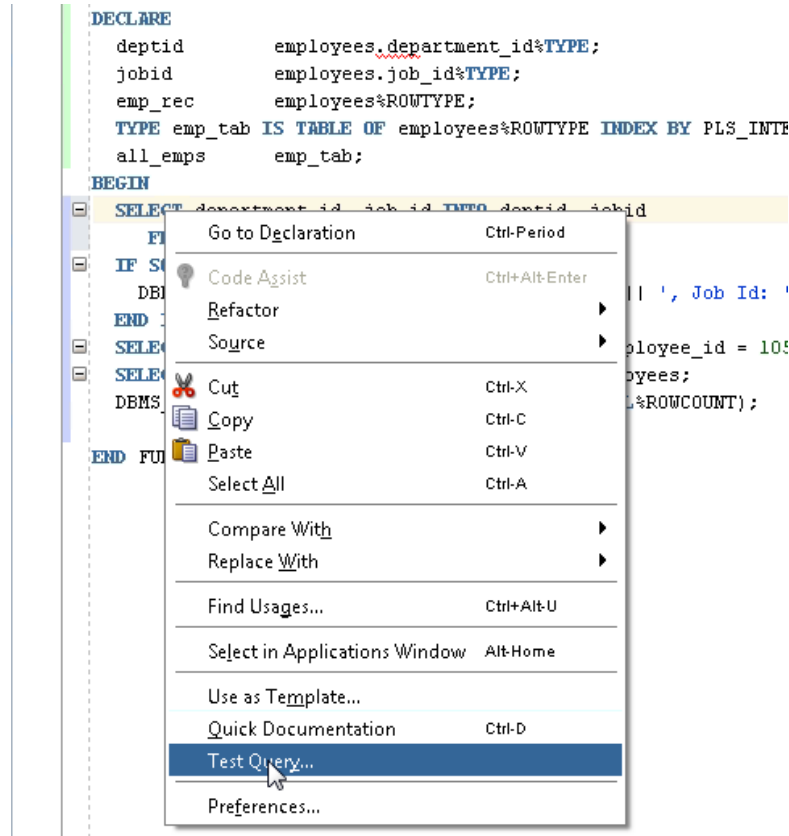 DECLARE
deptid employees.department_id%TYPE;
jobid employees.job_id%TYPE;
emp_rec employees%ROWTYPE;
TYPE emp_tab IS TABLE OF employees%ROWTYPE INDEX BY PLS_INTE
all_emps emp_tab;
BEGIN
SELECT department_id, job_id INTO deptid, jobid
IF || ', Job Id: '
END
ployee_id = 105
oyees;
DBMS_ %ROWCOUNT);
END
Go to Declaration Ctrl-Period
Code Assist Ctrl+Alt-Enter
Refactor
Source
Cut Ctrl-X
Copy Ctrl-C
Paste Ctrl-V
Select All Ctrl-A
Compare With
Replace With
Find Usages... Ctrl+Alt-U
Select in Applications Window Alt-Home
Use as Template...
Quick Documentation Ctrl-D
Test Query...
Preferences...